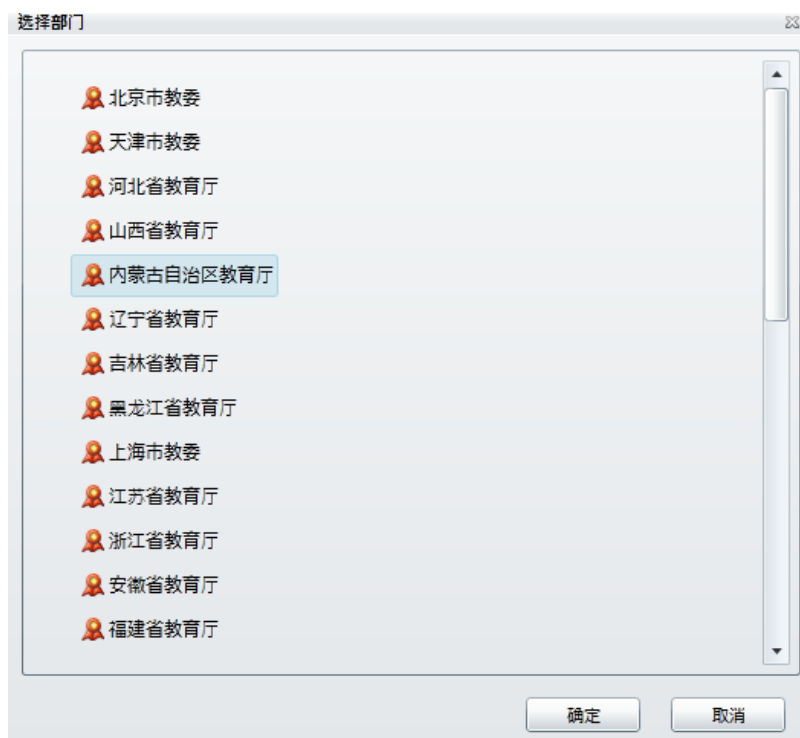 选择部门
北京市教委
天津市教委
河北省教育厅
山西省教育厅
内蒙古自治区教育厅
辽宁省教育厅
吉林省教育厅
黑龙江省教育厅
上海市教委
江苏省教育厅
浙江省教育厅
安徽省教育厅
福建省教育厅
确定 取消